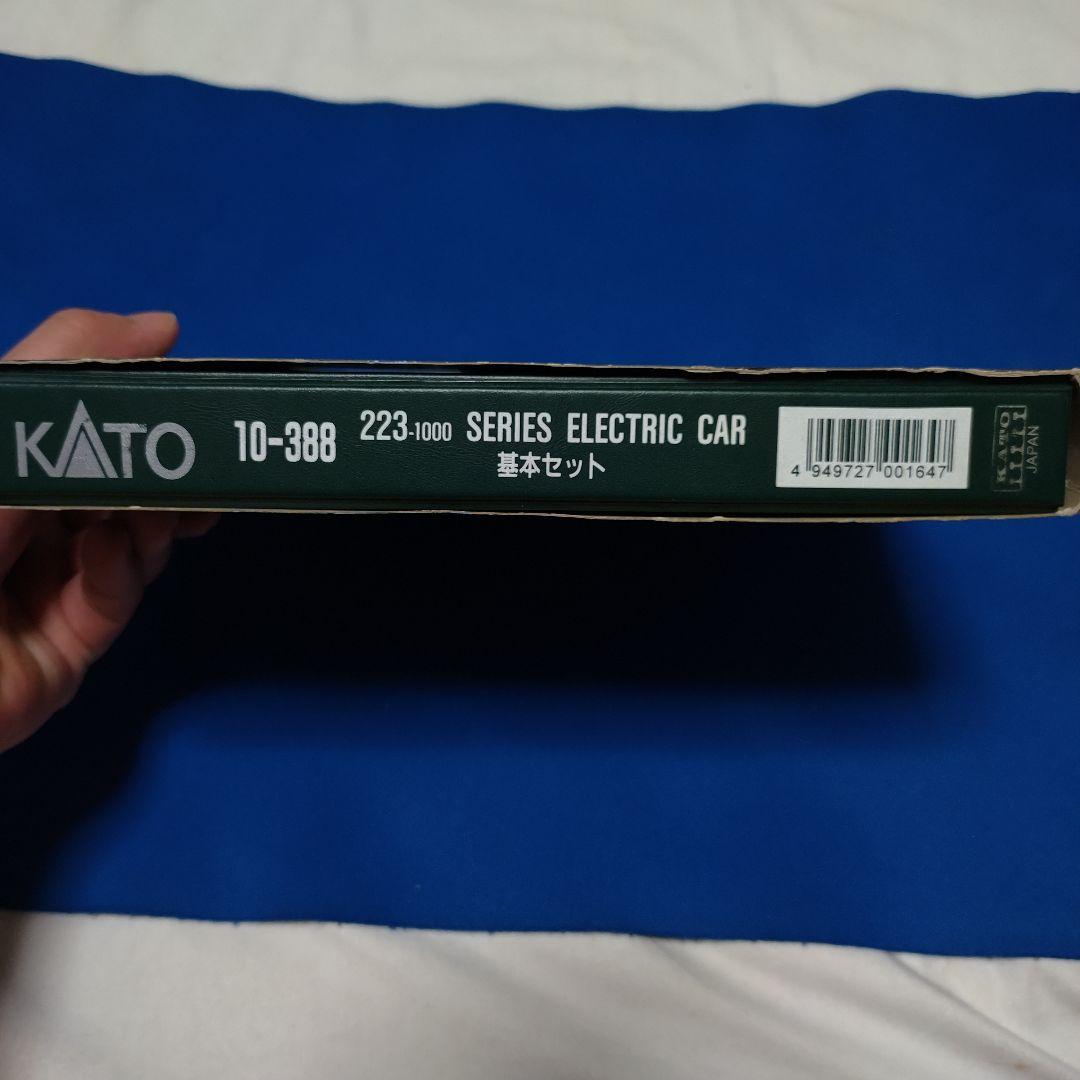 KATO
10-388
223-1000 SERIES ELECTRIC CAR
基本セット
4 949727 001647
KATO
JAPAN